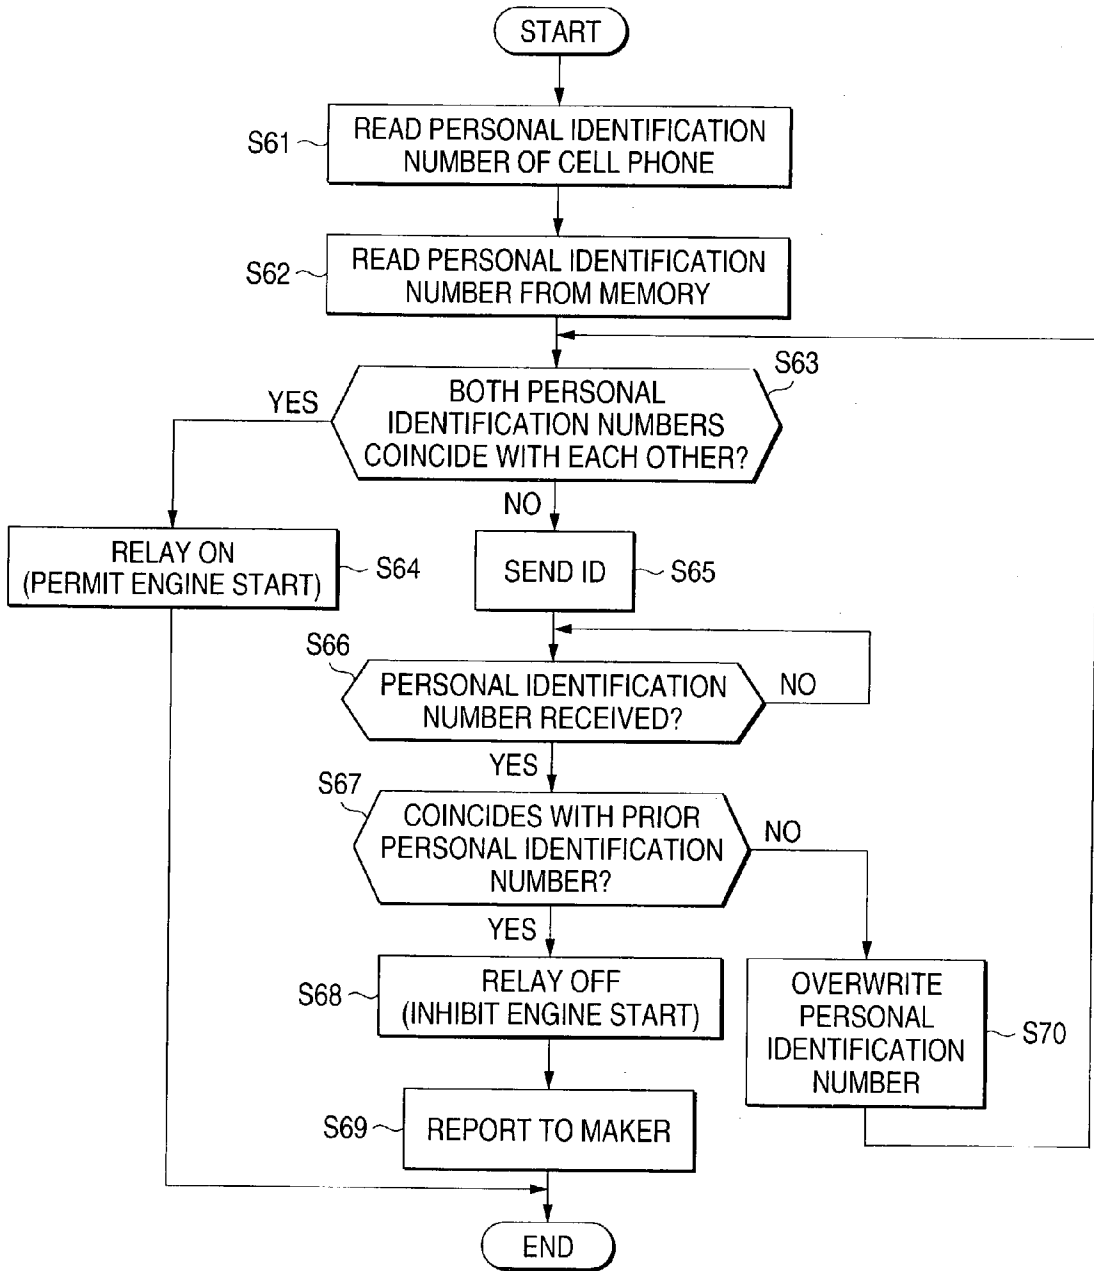 START
S61
READ PERSONAL IDENTIFICATION
NUMBER OF CELL PHONE
S62
READ PERSONAL IDENTIFICATION
NUMBER FROM MEMORY
S63
BOTH PERSONAL
IDENTIFICATION NUMBERS
COINCIDE WITH EACH OTHER?
YES
NO
RELAY ON
(PERMIT ENGINE START)
S64
SEND ID
S65
S66
PERSONAL IDENTIFICATION
NUMBER RECEIVED?
NO
YES
S67
COINCIDES WITH PRIOR
PERSONAL IDENTIFICATION
NUMBER?
NO
YES
S68
RELAY OFF
(INHIBIT ENGINE START)
OVERWRITE
PERSONAL
IDENTIFICATION
NUMBER
S70
S69
REPORT TO MAKER
END